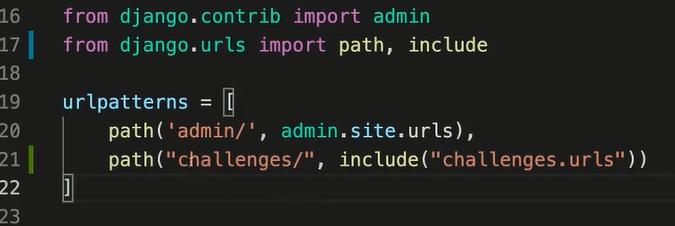 16 from django.contrib import admin
17 from django.urls import path, include
18
19 urlpatterns = [
20     path('admin/', admin.site.urls),
21     path("challenges/", include("challenges.urls"))
22 ]
23